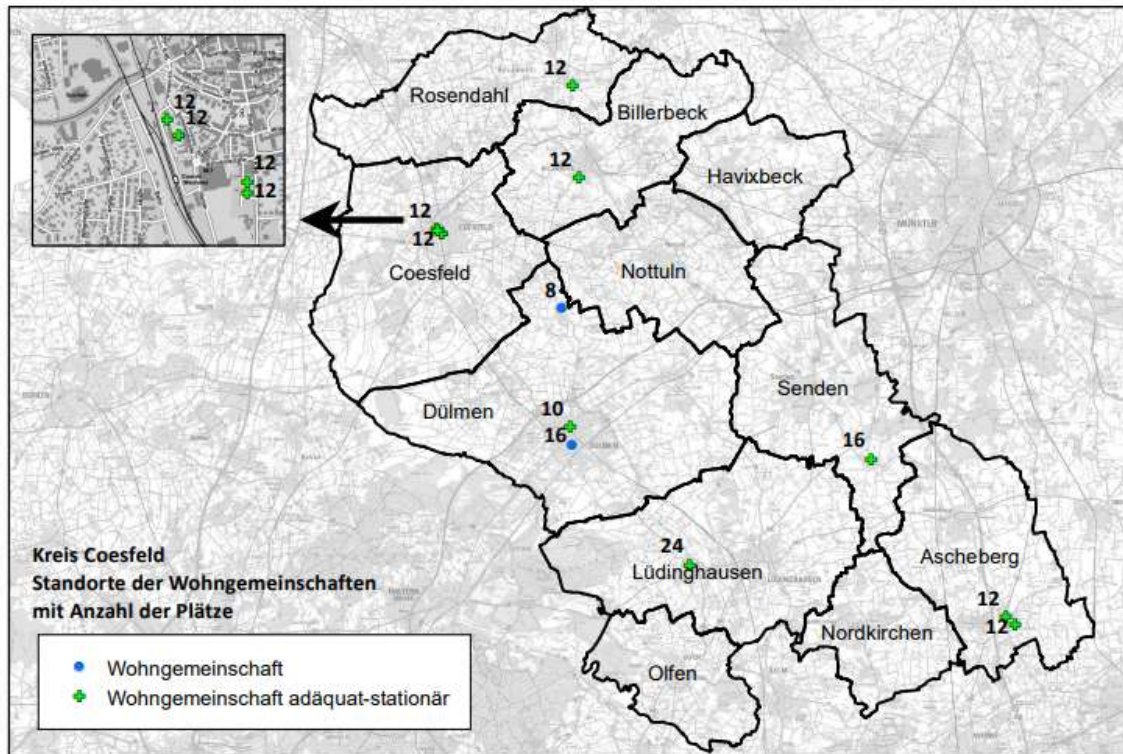 12
12
12
12
12
Rosendahl
Billerbeck
12
Havixbeck
12
12
Coesfeld
Nottuln
8
MÜNSTER
Senden
Dülmen
10
16
16
Kreis Coesfeld
Standorte der Wohngemeinschaften
mit Anzahl der Plätze
24
Lüdinghausen
Ascheberg
12
12
Nordkirchen
Olfen
Wohngemeinschaft
Wohngemeinschaft adäquat-stationär